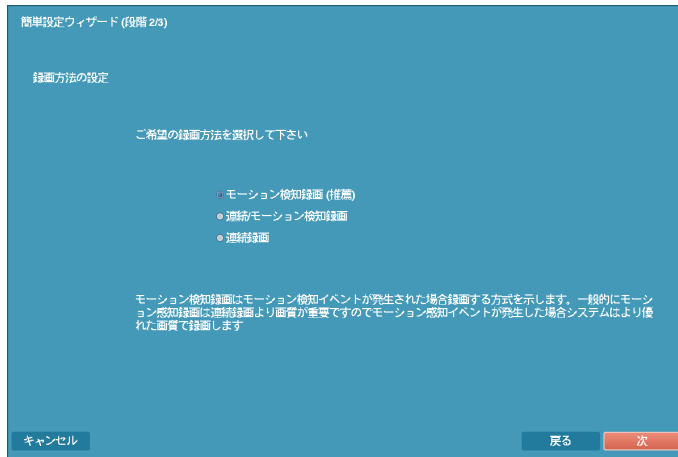 簡単設定ウィザード (段階 2/3)
録画方法の設定
ご希望の録画方法を選択して下さい
モーション検知録画 (推薦)
連続/モーション検知録画
連続録画
モーション検知録画はモーション検知イベントが発生された場合録画する方式を示します。一般的にモーシ
ョン感知録画は連続録画より画質が重要ですのでモーション感知イベントが発生した場合システムはより優
れた画質で録画します
キャンセル
戻る
次